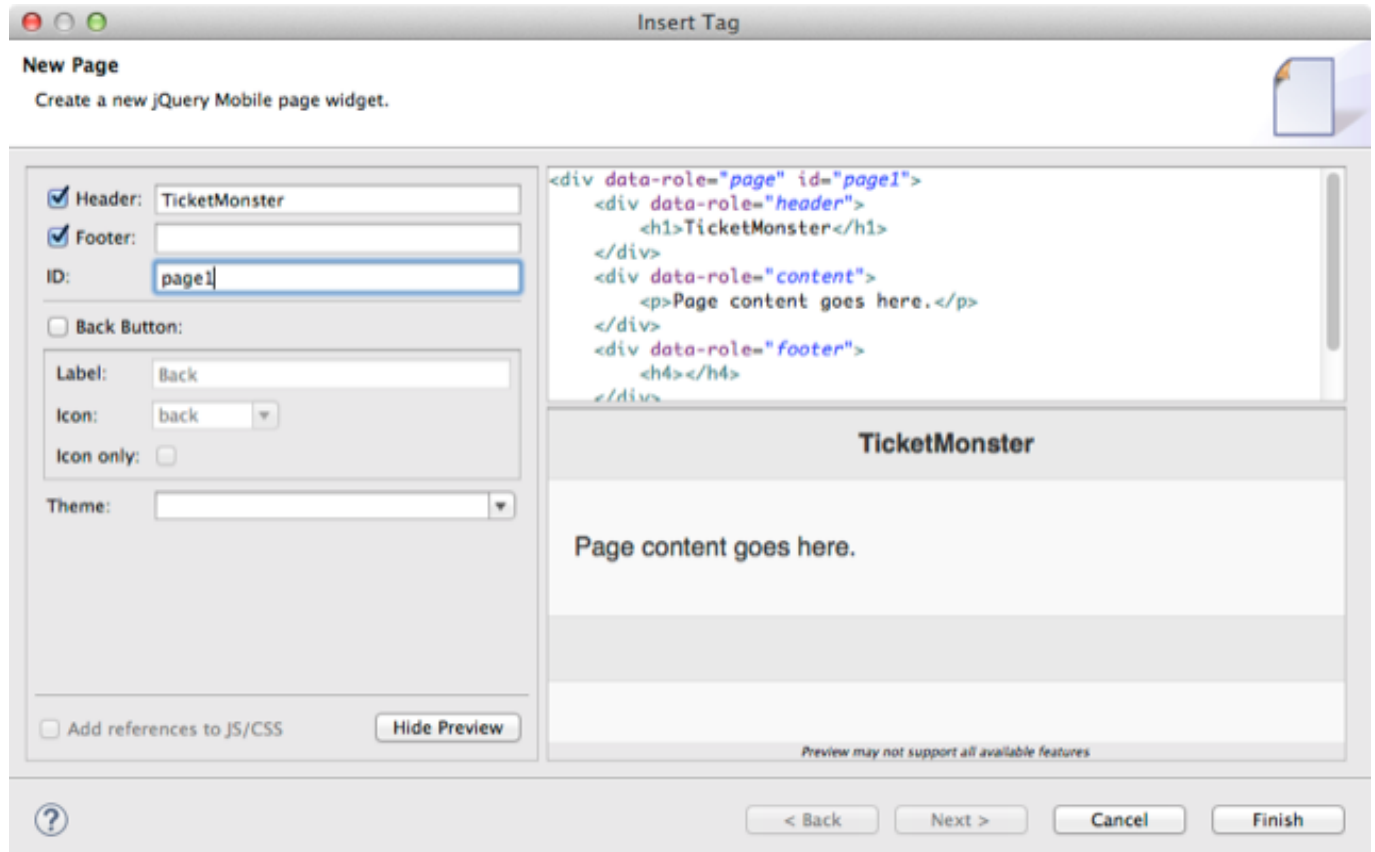 Insert Tag
New Page
Create a new jQuery Mobile page widget.
Header: TicketMonster
Footer:
ID: page1
Back Button:
Label: Back
Icon: back
Icon only:
Theme:
Add references to JS/CSS
Hide Preview
<div data-role="page" id="page1">
    <div data-role="header">
        <h1>TicketMonster</h1>
    </div>
    <div data-role="content">
        <p>Page content goes here.</p>
    </div>
    <div data-role="footer">
        <h4></h4>
    </div>
TicketMonster
Page content goes here.
Preview may not support all available features
?
< Back
Next >
Cancel
Finish